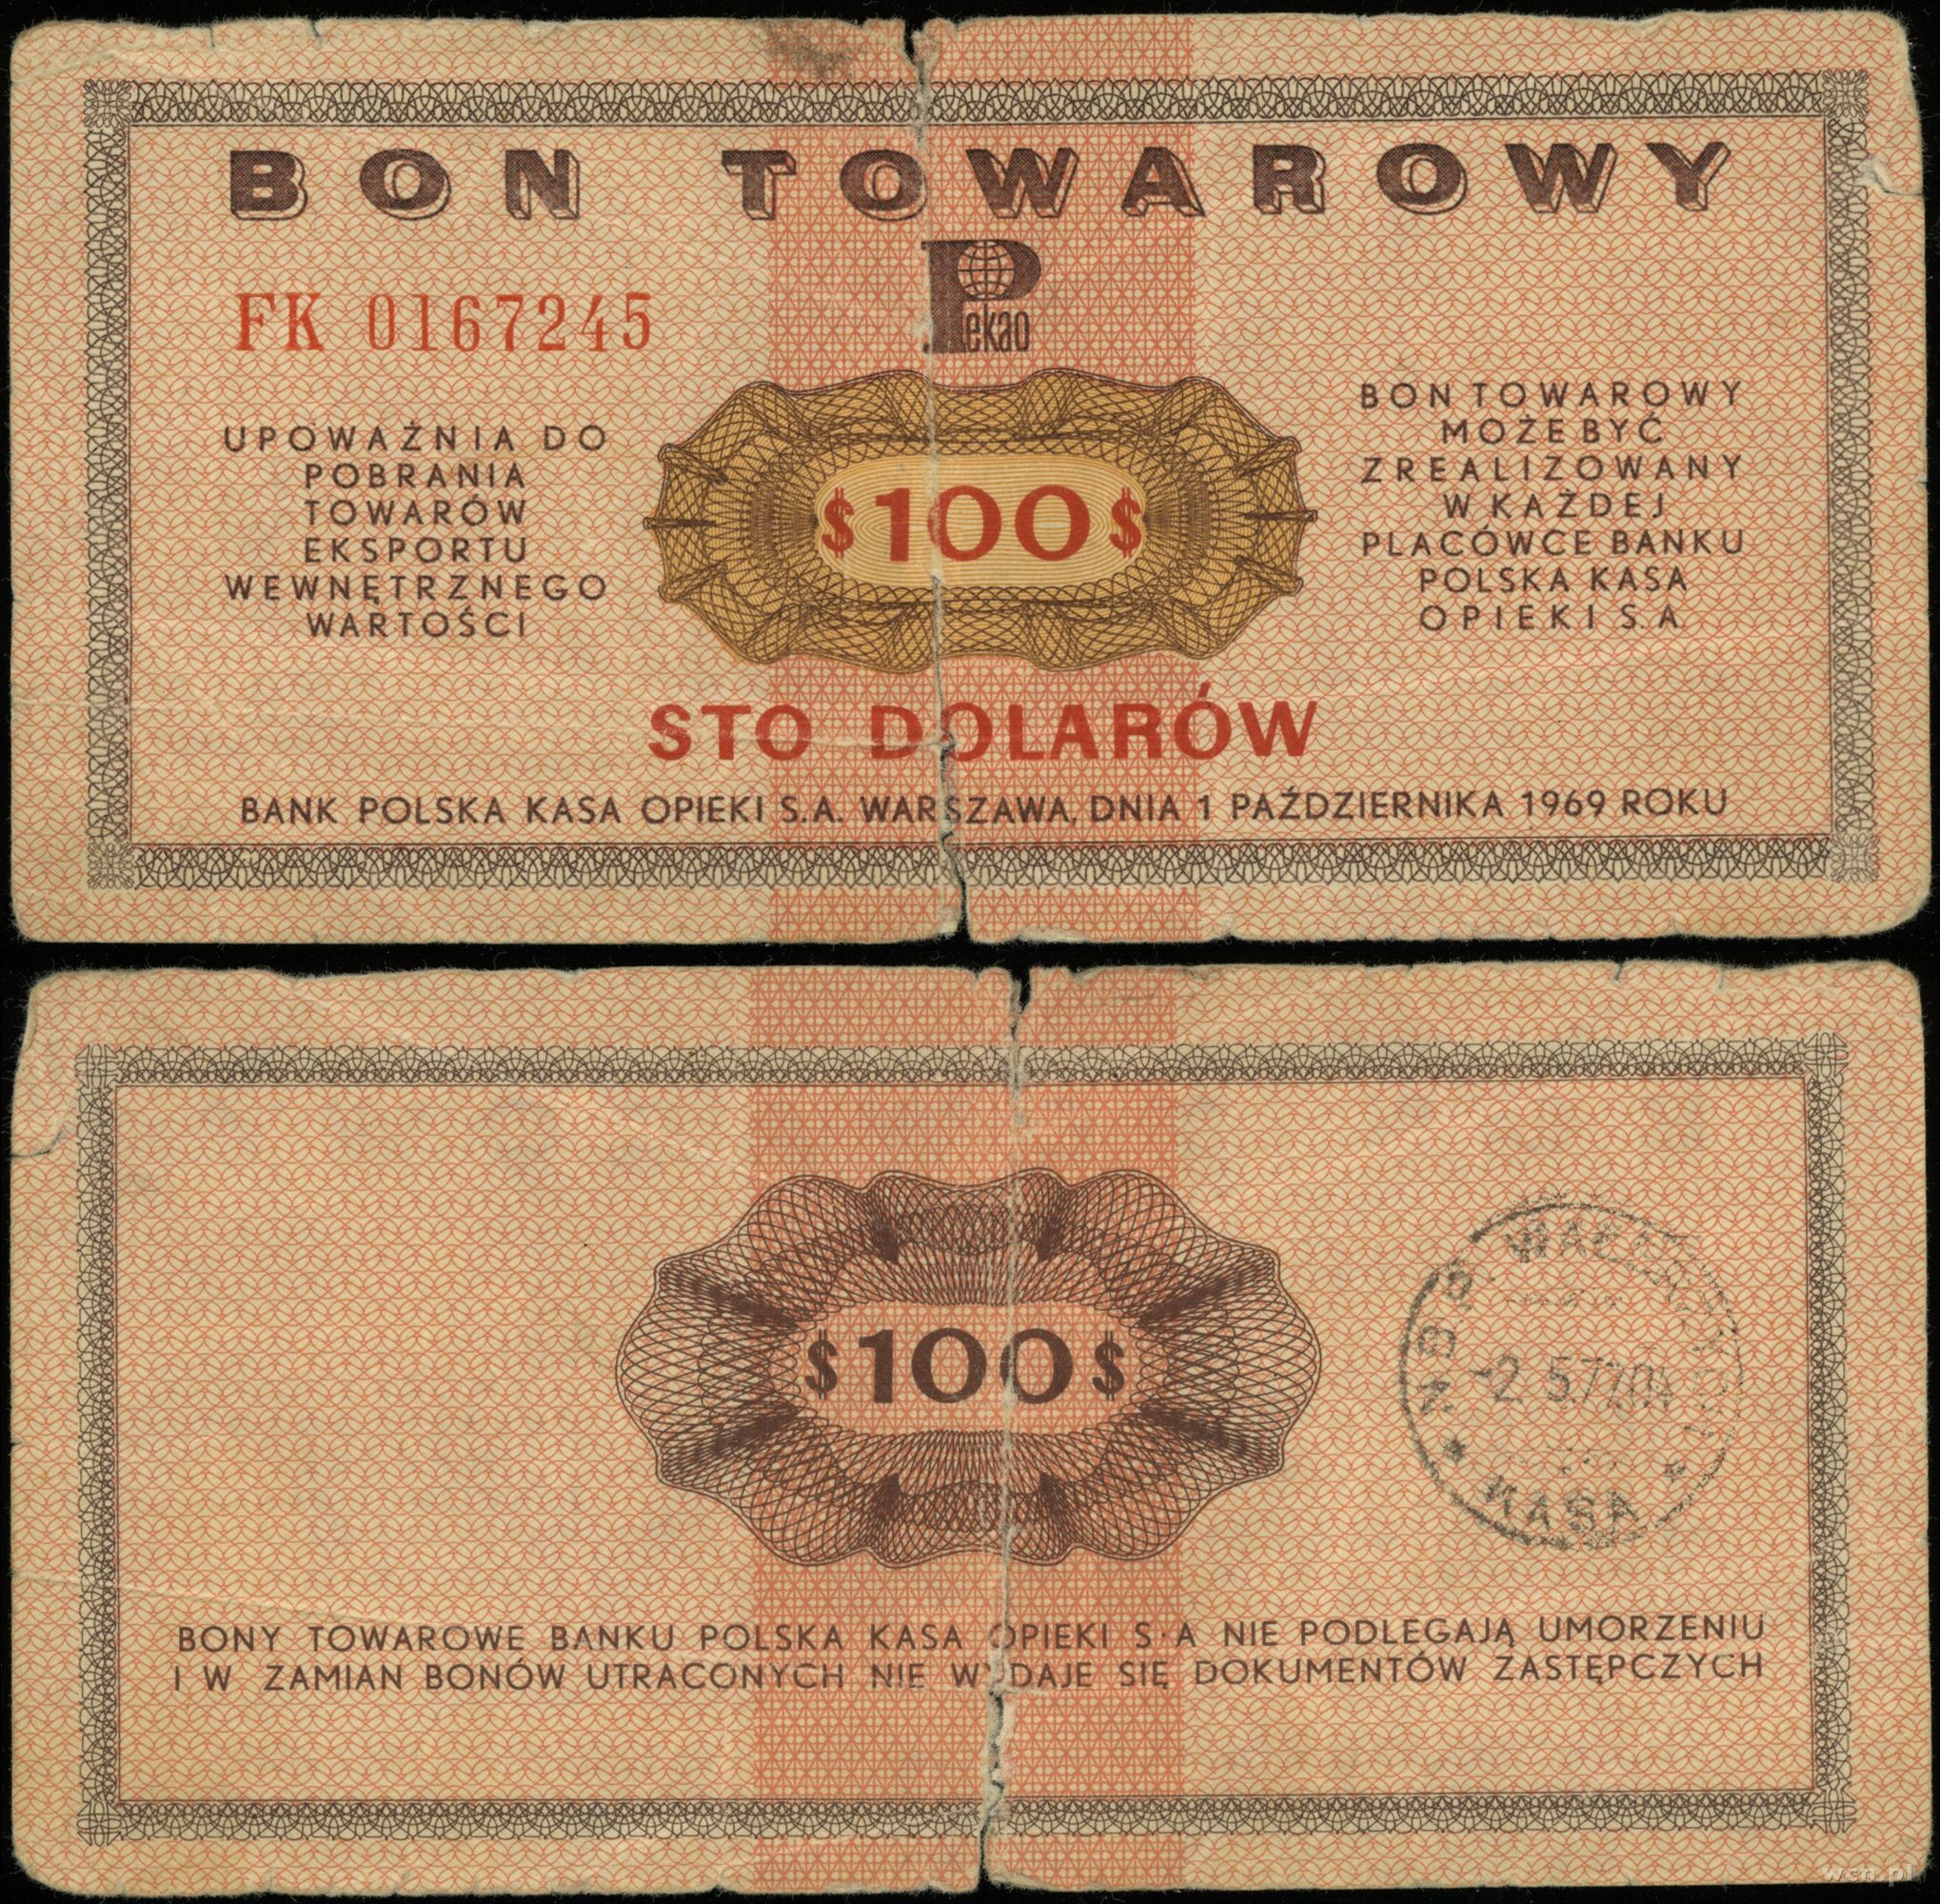 BON TOWAROWY
Pekao
FK 0167245
UPOWAŻNIA DO
POBRANIA
TOWARÓW
EKSPORTU
WEWNĘTRZNEGO
WARTOŚCI
$100$
BON TOWAROWY
MOŻE BYĆ
ZREALIZOWANY
W KAŻDEJ
PLACÓWCE BANKU
POLSKA KASA
OPIEKI S.A.
STO DOLARÓW
BANK POLSKA KASA OPIEKI S.A. WARSZAWA, DNIA 1 PAŹDZIERNIKA 1969 ROKU
$100$
KASA
BONY TOWAROWE BANKU POLSKA KASA OPIEKI S·A NIE PODLEGAJĄ UMORZENIU
I W ZAMIAN BONÓW UTRACONYCH NIE WYDAJE SIĘ DOKUMENTÓW ZASTĘPCZYCH
wcn.pl